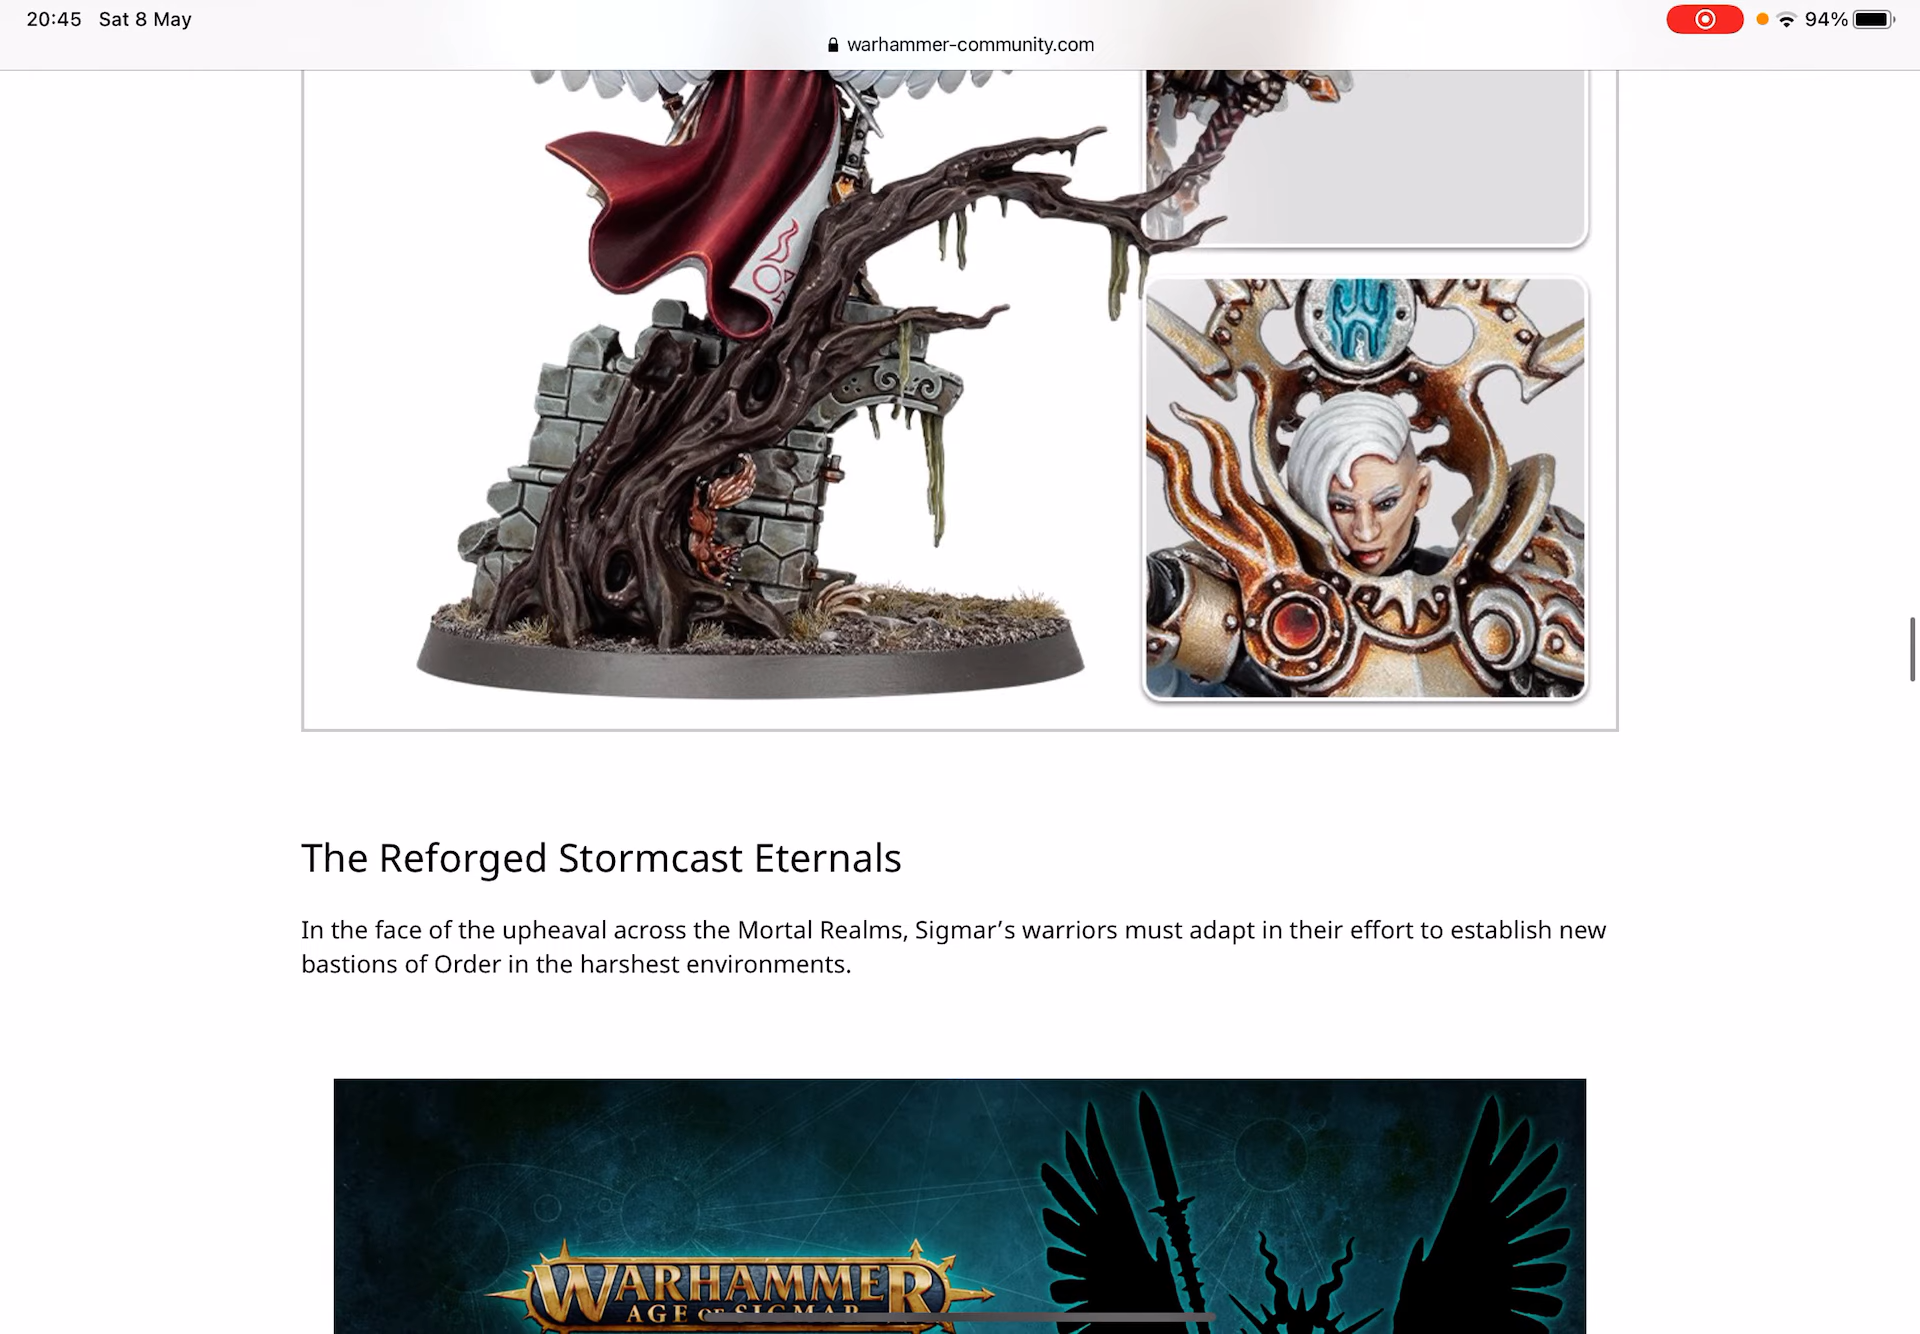 20:45 Sat 8 May
94%
warhammer-community.com
The Reforged Stormcast Eternals
In the face of the upheaval across the Mortal Realms, Sigmar’s warriors must adapt in their effort to establish new
bastions of Order in the harshest environments.
WARHAMMER
AGE OF SIGMAR